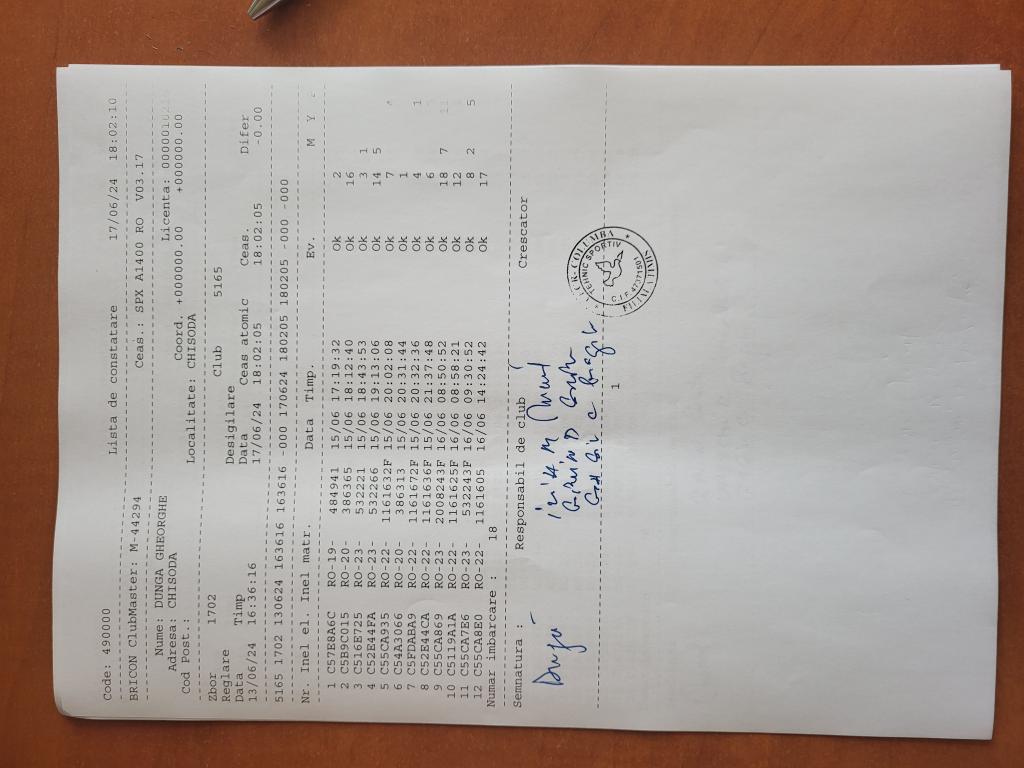 Code: 490000 Lista de constatare 17/06/24 18:02:10
BRICON ClubMaster: M-44294 Ceas.: SPX A1400 RO V03.17
Nume: DUNGA GHEORGHE Licenta:
Adresa: CHISODA Coord. +000000.00 +000000.00
Cod Post.: Localitate: CHISODA
Zbor 1702 Club 5165
Reglare Desigilare
Data Timp Data Ceas atomic Ceas. Difer
13/06/24 16:36:16 17/06/24 18:02:05 18:02:05 -0.00
5165 1702 130624 163616 163616 -000 170624 180205 180205 -000 -000
Nr. Inel el. Inel matr. Data Timp. Ev. M Y
1 C57E8A6C RO-19- 484941 15/06 17:19:32 Ok 2
2 C5B9C015 RO-20- 386365 15/06 18:12:40 Ok 16
3 C516E725 RO-23- 532221 15/06 18:43:53 Ok 3 1
4 C52E44FA RO-23- 532266 15/06 19:13:06 Ok 14 5
5 C55CA935 RO-22- 1161632F 15/06 20:02:08 Ok 7
6 C54A3066 RO-20- 386313 15/06 20:31:44 Ok 1
7 C5FDABA9 RO-22- 1161672F 15/06 20:32:36 Ok 4 1
8 C52E44CA RO-22- 1161636F 15/06 21:37:48 Ok 6
9 C55CA869 RO-23- 2008243F 16/06 08:50:52 Ok 18 7 11
10 C5119A1A RO-22- 1161625F 16/06 08:58:21 Ok 12
11 C55CA7E6 RO-23- 532243F 16/06 09:30:52 Ok 8 2 5
12 C55CA8E0 RO-22- 1161605 16/06 14:24:42 Ok 17
Numar imbarcare : 18
Semnatura : Responsabil de club Crescator
COLUMBA
TEHNIC SPORTIV
C.I.F. 47371501
FILIALA TIMIS
1